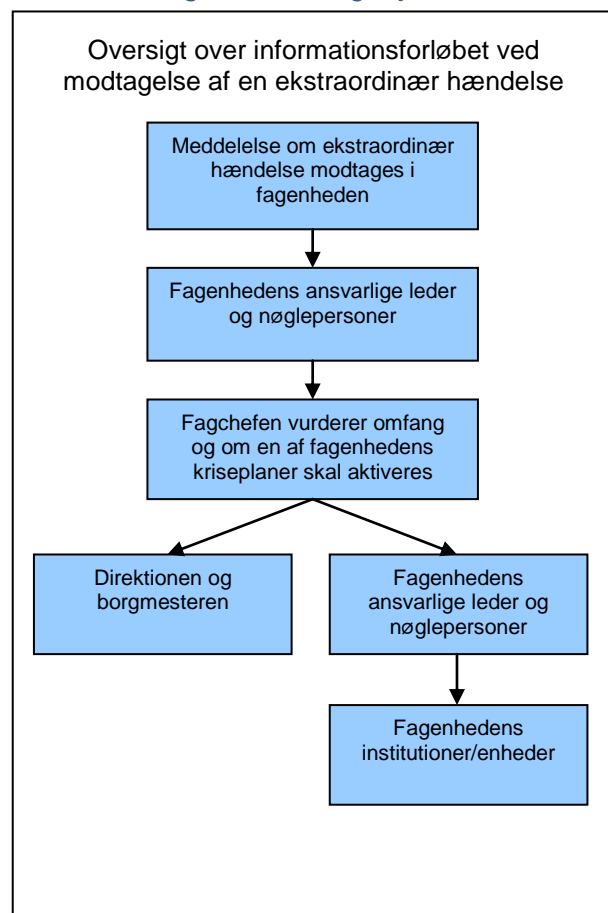 Oversigt over informationsforløbet ved
modtagelse af en ekstraordinær hændelse
Meddelelse om ekstraordinær
hændelse modtages i
fagenheden
Fagenhedens ansvarlige leder
og nøglepersoner
Fagchefen vurderer omfang
og om en af fagenhedens
kriseplaner skal aktiveres
Direktionen og
borgmesteren
Fagenhedens
ansvarlige leder og
nøglepersoner
Fagenhedens
institutioner/enheder